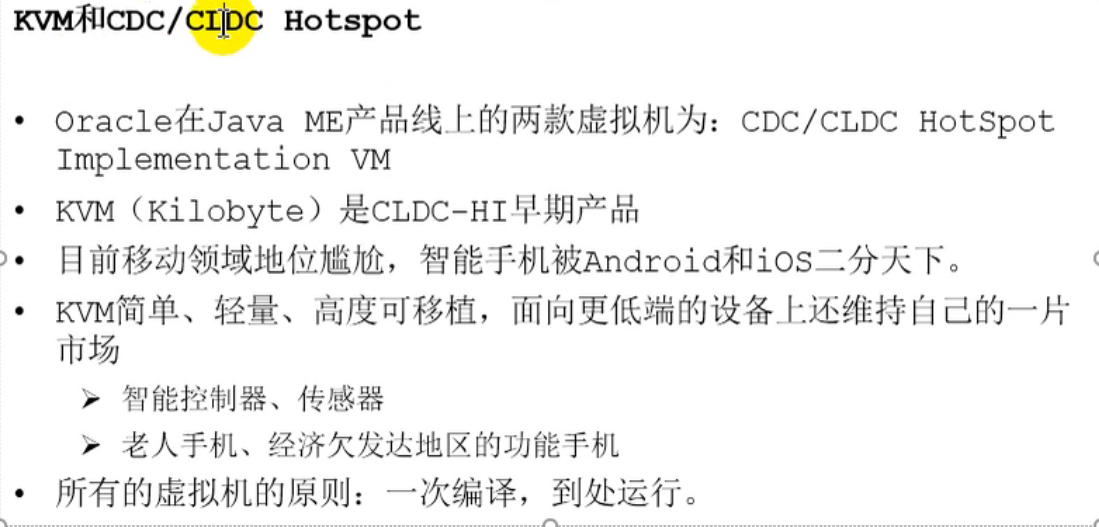 KVM和CDC/CLDC Hotspot
• Oracle在Java ME产品线上的两款虚拟机为：CDC/CLDC HotSpot
Implementation VM
• KVM（Kilobyte）是CLDC-HI早期产品
• 目前移动领域地位尴尬，智能手机被Android和iOS二分天下。
• KVM简单、轻量、高度可移植，面向更低端的设备上还维持自己的一片
市场
➢ 智能控制器、传感器
➢ 老人手机、经济欠发达地区的功能手机
• 所有的虚拟机的原则：一次编译，到处运行。